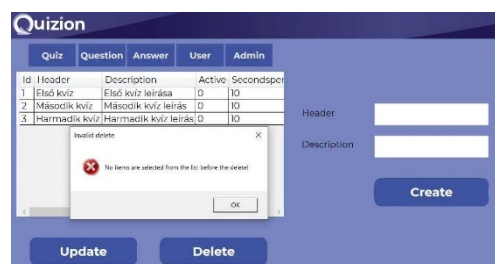 Quizion
Quiz Question Answer User Admin
Id Header Description Active Secondsper
1 Első kvíz Első kvíz leírása 0 10
2 Második kvíz Második kvíz leírás 0 10
3 Harmadik kvíz Harmadik kvíz leírás 0 10
Header
Description
Invalid delete
No items are selected from the list before the delete!
OK
Create
Update Delete